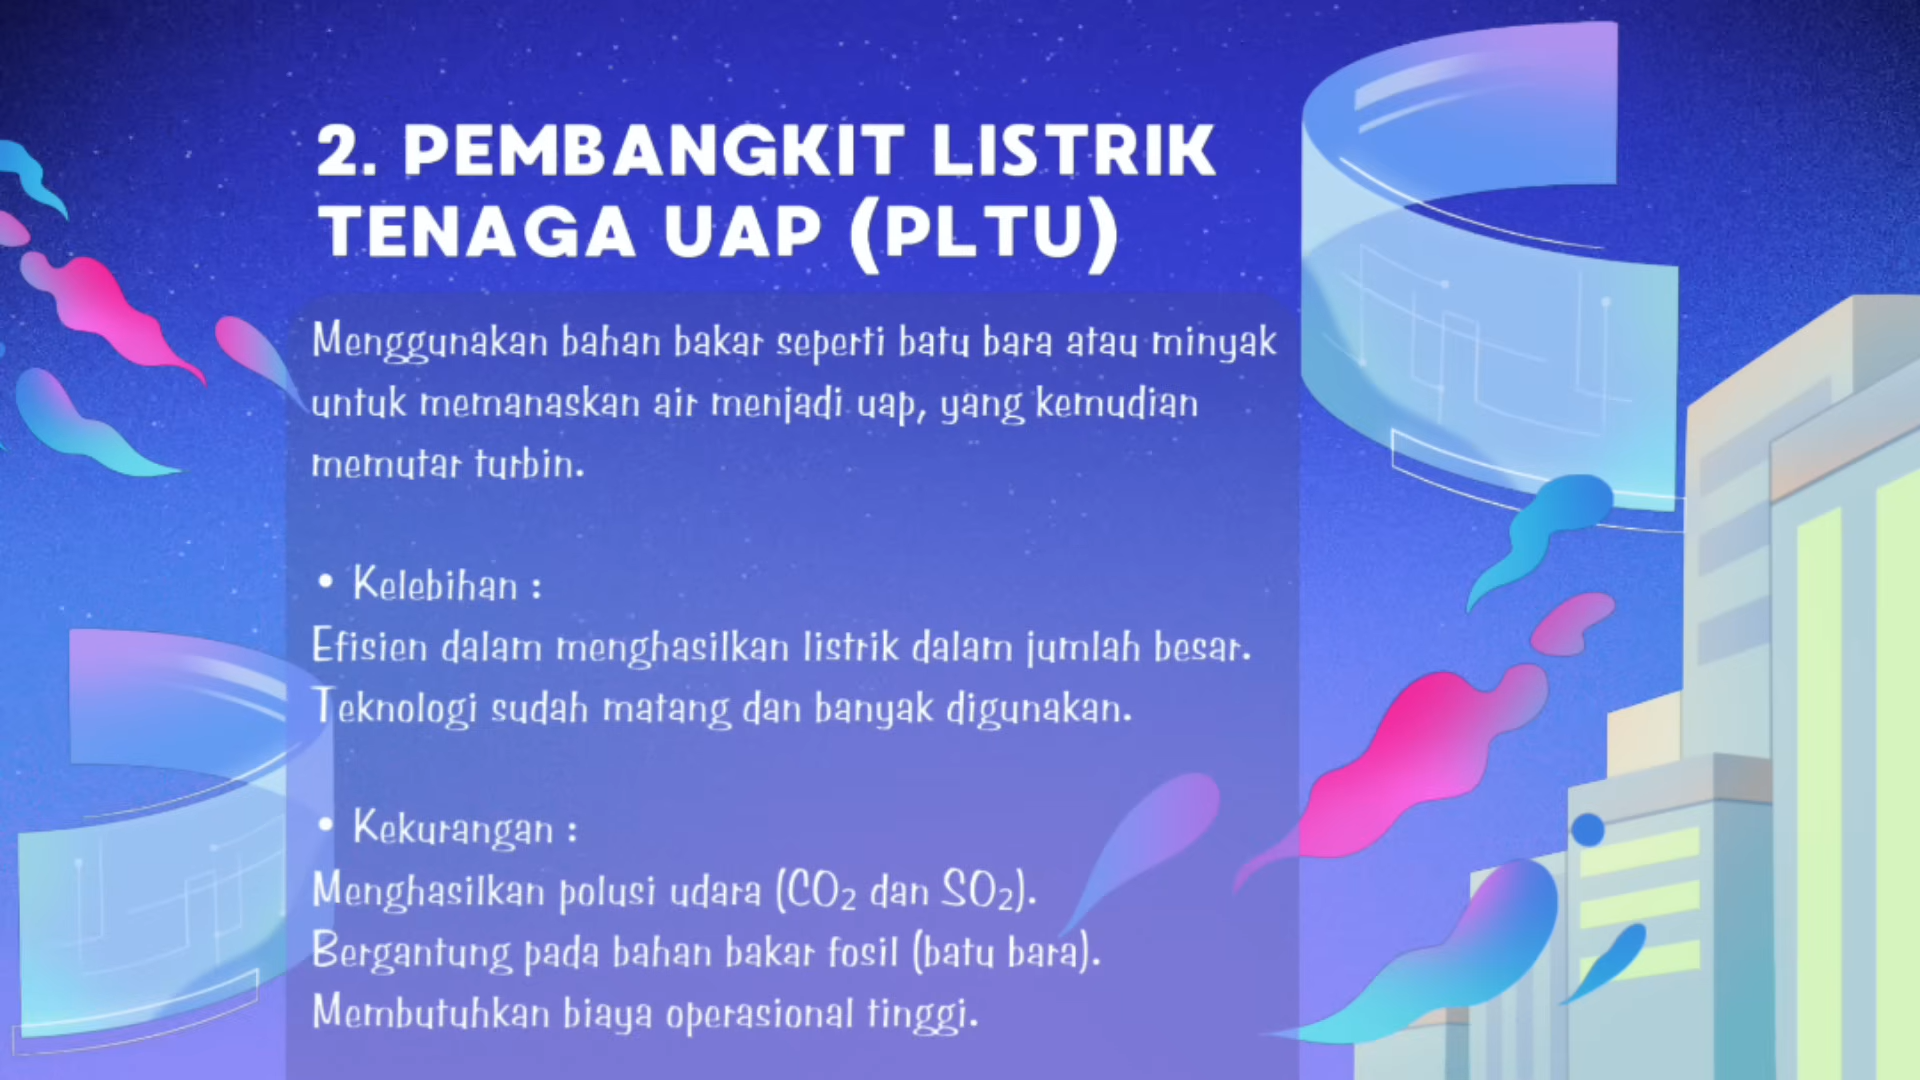 2. PEMBANGKIT LISTRIK
TENAGA UAP (PLTU)
Menggunakan bahan bakar seperti batu bara atau minyak
untuk memanaskan air menjadi uap, yang kemudian
memutar turbin.
• Kelebihan :
Efisien dalam menghasilkan listrik dalam jumlah besar.
Teknologi sudah matang dan banyak digunakan.
• Kekurangan :
Menghasilkan polusi udara (CO₂ dan SO₂).
Bergantung pada bahan bakar fosil (batu bara).
Membutuhkan biaya operasional tinggi.